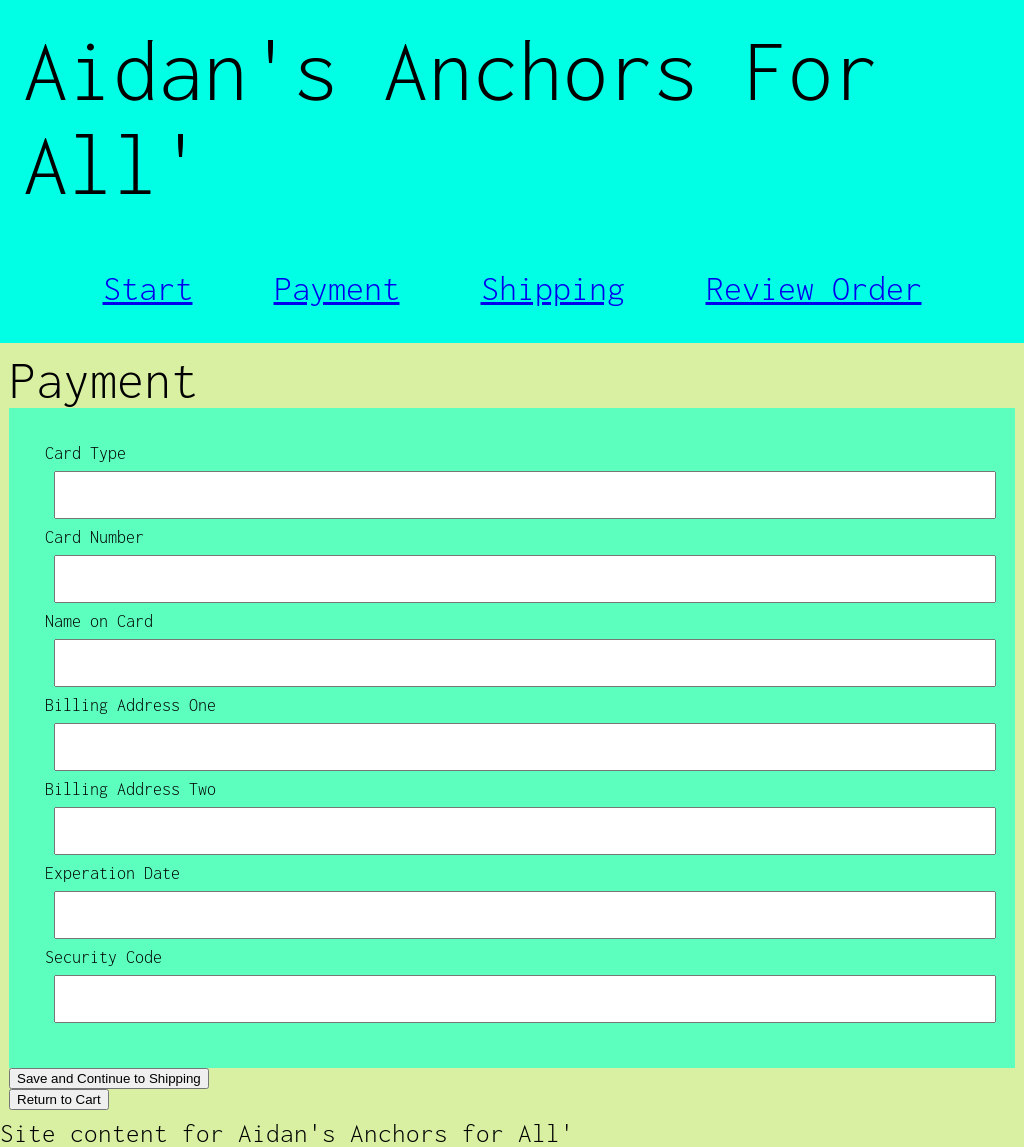 Aidan's Anchors For
All'
Start Payment Shipping Review Order
Payment
Card Type
Card Number
Name on Card
Billing Address One
Billing Address Two
Experation Date
Security Code
Save and Continue to Shipping
Return to Cart
Site content for Aidan's Anchors for All'